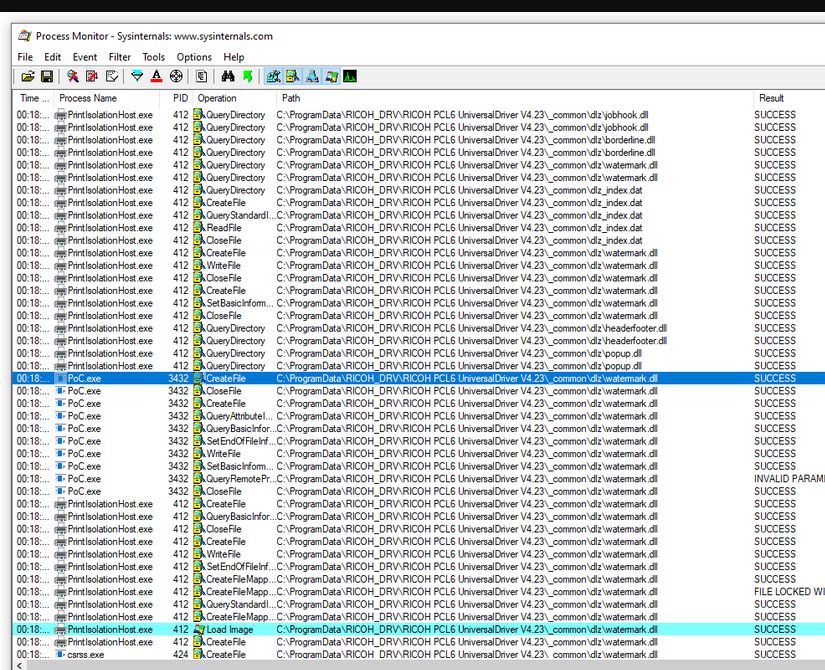 Process Monitor - Sysinternals: www.sysinternals.com
File Edit Event Filter Tools Options Help
Time ... Process Name PID Operation Path Result
00:18:... PrintIsolationHost.exe 412 QueryDirectory C:\ProgramData\RICOH_DRV\RICOH PCL6 UniversalDriver V4.23\_common\dlz\jobhook.dll SUCCESS
00:18:... PrintIsolationHost.exe 412 QueryDirectory C:\ProgramData\RICOH_DRV\RICOH PCL6 UniversalDriver V4.23\_common\dlz\jobhook.dll SUCCESS
00:18:... PrintIsolationHost.exe 412 QueryDirectory C:\ProgramData\RICOH_DRV\RICOH PCL6 UniversalDriver V4.23\_common\dlz\borderline.dll SUCCESS
00:18:... PrintIsolationHost.exe 412 QueryDirectory C:\ProgramData\RICOH_DRV\RICOH PCL6 UniversalDriver V4.23\_common\dlz\borderline.dll SUCCESS
00:18:... PrintIsolationHost.exe 412 QueryDirectory C:\ProgramData\RICOH_DRV\RICOH PCL6 UniversalDriver V4.23\_common\dlz\watermark.dll SUCCESS
00:18:... PrintIsolationHost.exe 412 QueryDirectory C:\ProgramData\RICOH_DRV\RICOH PCL6 UniversalDriver V4.23\_common\dlz\watermark.dll SUCCESS
00:18:... PrintIsolationHost.exe 412 QueryDirectory C:\ProgramData\RICOH_DRV\RICOH PCL6 UniversalDriver V4.23\_common\dlz_index.dat SUCCESS
00:18:... PrintIsolationHost.exe 412 CreateFile C:\ProgramData\RICOH_DRV\RICOH PCL6 UniversalDriver V4.23\_common\dlz_index.dat SUCCESS
00:18:... PrintIsolationHost.exe 412 QueryStandardI... C:\ProgramData\RICOH_DRV\RICOH PCL6 UniversalDriver V4.23\_common\dlz_index.dat SUCCESS
00:18:... PrintIsolationHost.exe 412 ReadFile C:\ProgramData\RICOH_DRV\RICOH PCL6 UniversalDriver V4.23\_common\dlz_index.dat SUCCESS
00:18:... PrintIsolationHost.exe 412 CloseFile C:\ProgramData\RICOH_DRV\RICOH PCL6 UniversalDriver V4.23\_common\dlz_index.dat SUCCESS
00:18:... PrintIsolationHost.exe 412 CreateFile C:\ProgramData\RICOH_DRV\RICOH PCL6 UniversalDriver V4.23\_common\dlz\watermark.dll SUCCESS
00:18:... PrintIsolationHost.exe 412 WriteFile C:\ProgramData\RICOH_DRV\RICOH PCL6 UniversalDriver V4.23\_common\dlz\watermark.dll SUCCESS
00:18:... PrintIsolationHost.exe 412 CloseFile C:\ProgramData\RICOH_DRV\RICOH PCL6 UniversalDriver V4.23\_common\dlz\watermark.dll SUCCESS
00:18:... PrintIsolationHost.exe 412 CreateFile C:\ProgramData\RICOH_DRV\RICOH PCL6 UniversalDriver V4.23\_common\dlz\watermark.dll SUCCESS
00:18:... PrintIsolationHost.exe 412 SetBasicInform... C:\ProgramData\RICOH_DRV\RICOH PCL6 UniversalDriver V4.23\_common\dlz\watermark.dll SUCCESS
00:18:... PrintIsolationHost.exe 412 CloseFile C:\ProgramData\RICOH_DRV\RICOH PCL6 UniversalDriver V4.23\_common\dlz\watermark.dll SUCCESS
00:18:... PrintIsolationHost.exe 412 QueryDirectory C:\ProgramData\RICOH_DRV\RICOH PCL6 UniversalDriver V4.23\_common\dlz\headerfooter.dll SUCCESS
00:18:... PrintIsolationHost.exe 412 QueryDirectory C:\ProgramData\RICOH_DRV\RICOH PCL6 UniversalDriver V4.23\_common\dlz\headerfooter.dll SUCCESS
00:18:... PrintIsolationHost.exe 412 QueryDirectory C:\ProgramData\RICOH_DRV\RICOH PCL6 UniversalDriver V4.23\_common\dlz\popup.dll SUCCESS
00:18:... PrintIsolationHost.exe 412 QueryDirectory C:\ProgramData\RICOH_DRV\RICOH PCL6 UniversalDriver V4.23\_common\dlz\popup.dll SUCCESS
00:18:... PoC.exe 3432 CreateFile C:\ProgramData\RICOH_DRV\RICOH PCL6 UniversalDriver V4.23\_common\dlz\watermark.dll SUCCESS
00:18:... PoC.exe 3432 CloseFile C:\ProgramData\RICOH_DRV\RICOH PCL6 UniversalDriver V4.23\_common\dlz\watermark.dll SUCCESS
00:18:... PoC.exe 3432 CreateFile C:\ProgramData\RICOH_DRV\RICOH PCL6 UniversalDriver V4.23\_common\dlz\watermark.dll SUCCESS
00:18:... PoC.exe 3432 QueryAttributeI... C:\ProgramData\RICOH_DRV\RICOH PCL6 UniversalDriver V4.23\_common\dlz\watermark.dll SUCCESS
00:18:... PoC.exe 3432 QueryBasicInfor... C:\ProgramData\RICOH_DRV\RICOH PCL6 UniversalDriver V4.23\_common\dlz\watermark.dll SUCCESS
00:18:... PoC.exe 3432 SetEndOfFileInf... C:\ProgramData\RICOH_DRV\RICOH PCL6 UniversalDriver V4.23\_common\dlz\watermark.dll SUCCESS
00:18:... PoC.exe 3432 WriteFile C:\ProgramData\RICOH_DRV\RICOH PCL6 UniversalDriver V4.23\_common\dlz\watermark.dll SUCCESS
00:18:... PoC.exe 3432 SetBasicInform... C:\ProgramData\RICOH_DRV\RICOH PCL6 UniversalDriver V4.23\_common\dlz\watermark.dll SUCCESS
00:18:... PoC.exe 3432 QueryRemotePr... C:\ProgramData\RICOH_DRV\RICOH PCL6 UniversalDriver V4.23\_common\dlz\watermark.dll INVALID PARAM
00:18:... PoC.exe 3432 CloseFile C:\ProgramData\RICOH_DRV\RICOH PCL6 UniversalDriver V4.23\_common\dlz\watermark.dll SUCCESS
00:18:... PrintIsolationHost.exe 412 CreateFile C:\ProgramData\RICOH_DRV\RICOH PCL6 UniversalDriver V4.23\_common\dlz\watermark.dll SUCCESS
00:18:... PrintIsolationHost.exe 412 QueryBasicInfor... C:\ProgramData\RICOH_DRV\RICOH PCL6 UniversalDriver V4.23\_common\dlz\watermark.dll SUCCESS
00:18:... PrintIsolationHost.exe 412 CloseFile C:\ProgramData\RICOH_DRV\RICOH PCL6 UniversalDriver V4.23\_common\dlz\watermark.dll SUCCESS
00:18:... PrintIsolationHost.exe 412 CreateFile C:\ProgramData\RICOH_DRV\RICOH PCL6 UniversalDriver V4.23\_common\dlz\watermark.dll SUCCESS
00:18:... PrintIsolationHost.exe 412 WriteFile C:\ProgramData\RICOH_DRV\RICOH PCL6 UniversalDriver V4.23\_common\dlz\watermark.dll SUCCESS
00:18:... PrintIsolationHost.exe 412 SetEndOfFileInf... C:\ProgramData\RICOH_DRV\RICOH PCL6 UniversalDriver V4.23\_common\dlz\watermark.dll SUCCESS
00:18:... PrintIsolationHost.exe 412 CreateFileMapp... C:\ProgramData\RICOH_DRV\RICOH PCL6 UniversalDriver V4.23\_common\dlz\watermark.dll SUCCESS
00:18:... PrintIsolationHost.exe 412 CreateFileMapp... C:\ProgramData\RICOH_DRV\RICOH PCL6 UniversalDriver V4.23\_common\dlz\watermark.dll FILE LOCKED WI
00:18:... PrintIsolationHost.exe 412 QueryStandardI... C:\ProgramData\RICOH_DRV\RICOH PCL6 UniversalDriver V4.23\_common\dlz\watermark.dll SUCCESS
00:18:... PrintIsolationHost.exe 412 CreateFileMapp... C:\ProgramData\RICOH_DRV\RICOH PCL6 UniversalDriver V4.23\_common\dlz\watermark.dll SUCCESS
00:18:... PrintIsolationHost.exe 412 Load Image C:\ProgramData\RICOH_DRV\RICOH PCL6 UniversalDriver V4.23\_common\dlz\watermark.dll SUCCESS
00:18:... PrintIsolationHost.exe 412 CreateFile C:\ProgramData\RICOH_DRV\RICOH PCL6 UniversalDriver V4.23\_common\dlz\watermark.dll SUCCESS
00:18:... csrss.exe 424 CreateFile C:\ProgramData\RICOH_DRV\RICOH PCL6 UniversalDriver V4.23\_common\dlz\watermark.dll SUCCESS